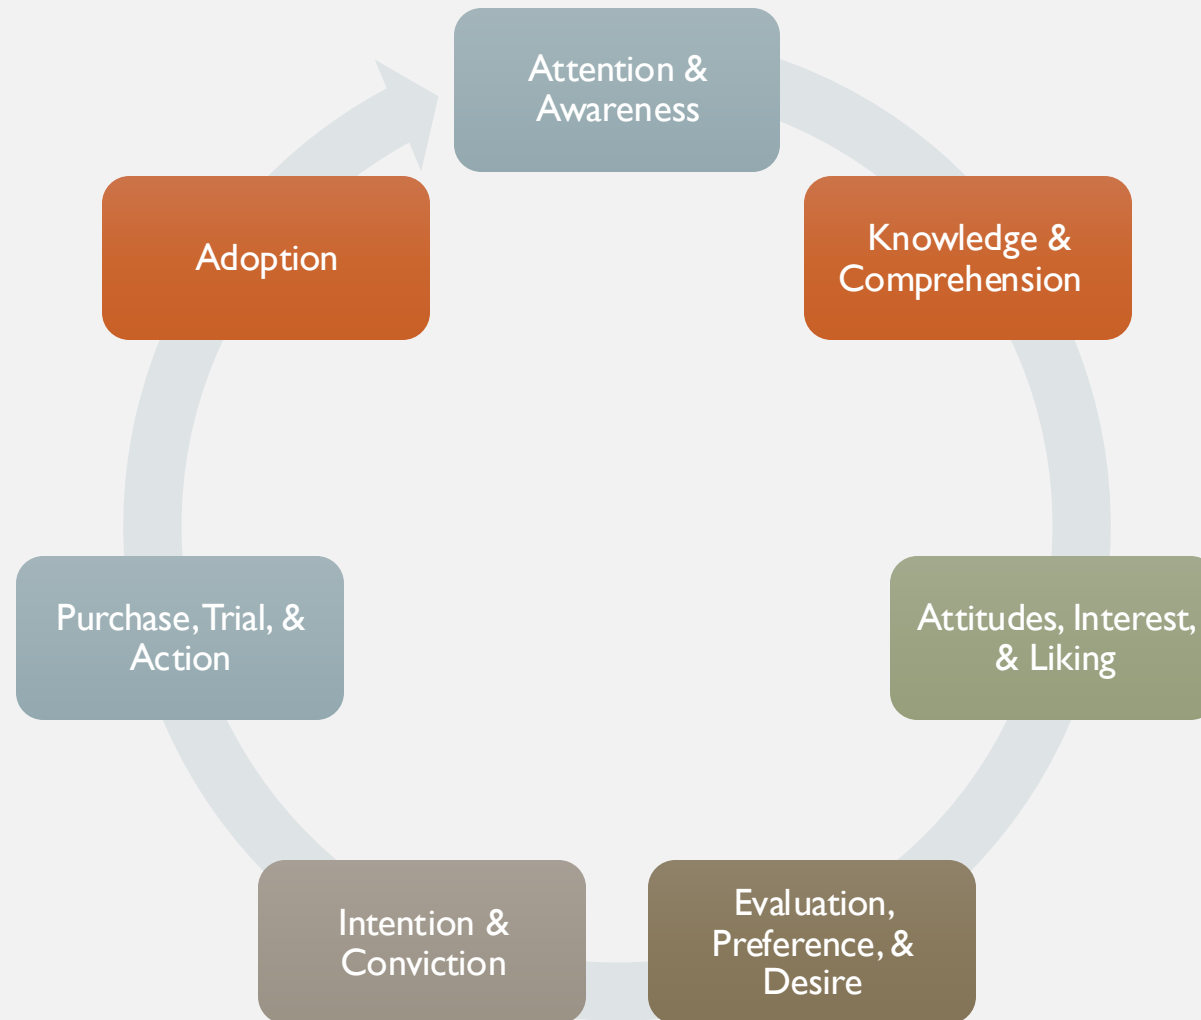 Attention &
Awareness
Knowledge &
Comprehension
Attitudes, Interest,
& Liking
Evaluation,
Preference, &
Desire
Intention &
Conviction
Purchase, Trial, &
Action
Adoption